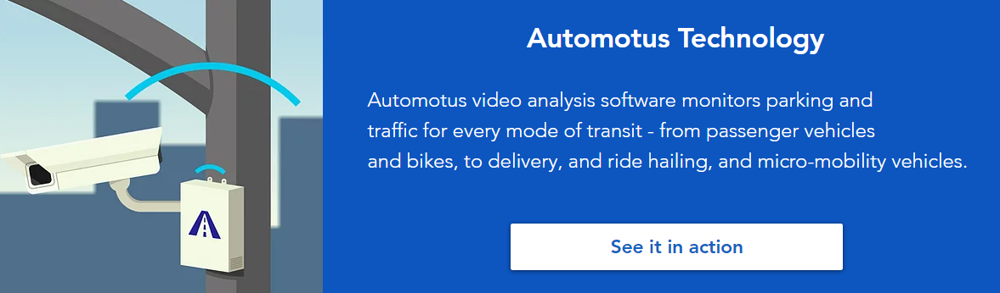 Automotus Technology
Automotus video analysis software monitors parking and
traffic for every mode of transit - from passenger vehicles
and bikes, to delivery, and ride hailing, and micro-mobility vehicles.
See it in action